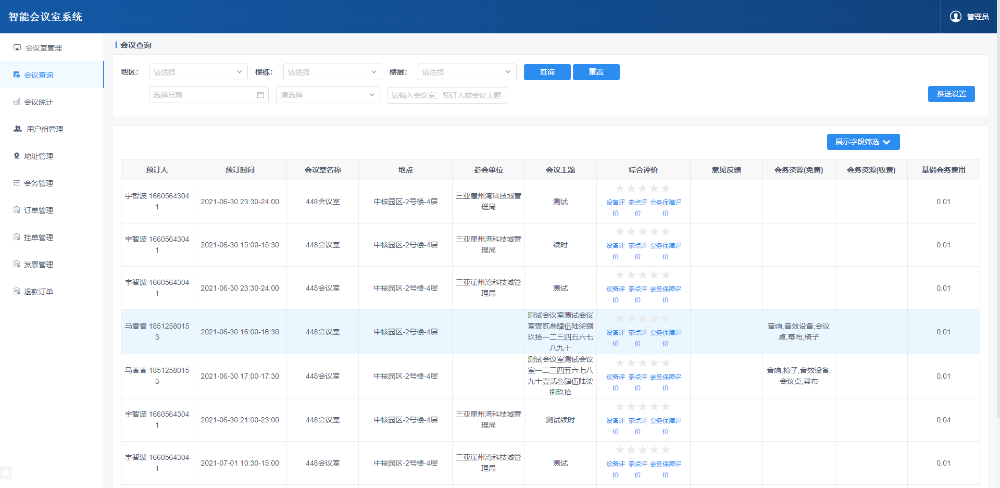 智能会议室系统
管理员
会议室管理
会议查询
会议统计
用户组管理
地址管理
会务管理
订单管理
挂单管理
发票管理
退款订单
会议查询
地区： 请选择 楼栋： 请选择 楼层： 请选择 查询 重置
选择日期 请选择 请输入会议室、预订人或会议主题 推送设置
展示字段筛选
预订人 预订时间 会议室名称 地点 参会单位 会议主题 综合评价 意见反馈 会务资源(免费) 会务资源(收费) 基础会务费用
宇智波 1660564304 三亚崖州湾科技城管 设备评 茶点评 会务保障评
2021-06-30 23:30-24:00 448会议室 中核园区-2号楼-4层 测试 0.01
1 理局 价 价 价
宇智波 1660564304 三亚崖州湾科技城管 设备评 茶点评 会务保障评
2021-06-30 15:00-15:30 448会议室 中核园区-2号楼-4层 续时 0.01
1 理局 价 价 价
宇智波 1660564304 三亚崖州湾科技城管 设备评 茶点评 会务保障评
2021-06-30 23:30-24:00 448会议室 中核园区-2号楼-4层 测试 0.01
1 理局 价 价 价
测试会议室测试会议
马香香 1851258015 室壹贰叁肆伍陆柒捌 音响,音效设备,会议
2021-06-30 16:00-16:30 448会议室 中核园区-2号楼-4层 设备评 茶点评 会务保障评 0.01
3 玖拾一二三四五六七 桌,幕布,椅子
八九十 价 价 价
测试会议室测试会议
马香香 1851258015 室一二三四五六七八 音响,椅子,音效设备,
2021-06-30 17:00-17:30 448会议室 中核园区-2号楼-4层 设备评 茶点评 会务保障评 0.01
3 九十壹贰叁肆伍陆柒 会议桌,幕布
捌玖拾 价 价 价
宇智波 1660564304 三亚崖州湾科技城管 设备评 茶点评 会务保障评
2021-06-30 21:00-23:00 448会议室 中核园区-2号楼-4层 测试续时 0.04
1 理局 价 价 价
宇智波 1660564304 三亚崖州湾科技城管 设备评 茶点评 会务保障评
2021-07-01 10:30-15:00 448会议室 中核园区-2号楼-4层 测试 0.01
1 理局 价 价 价